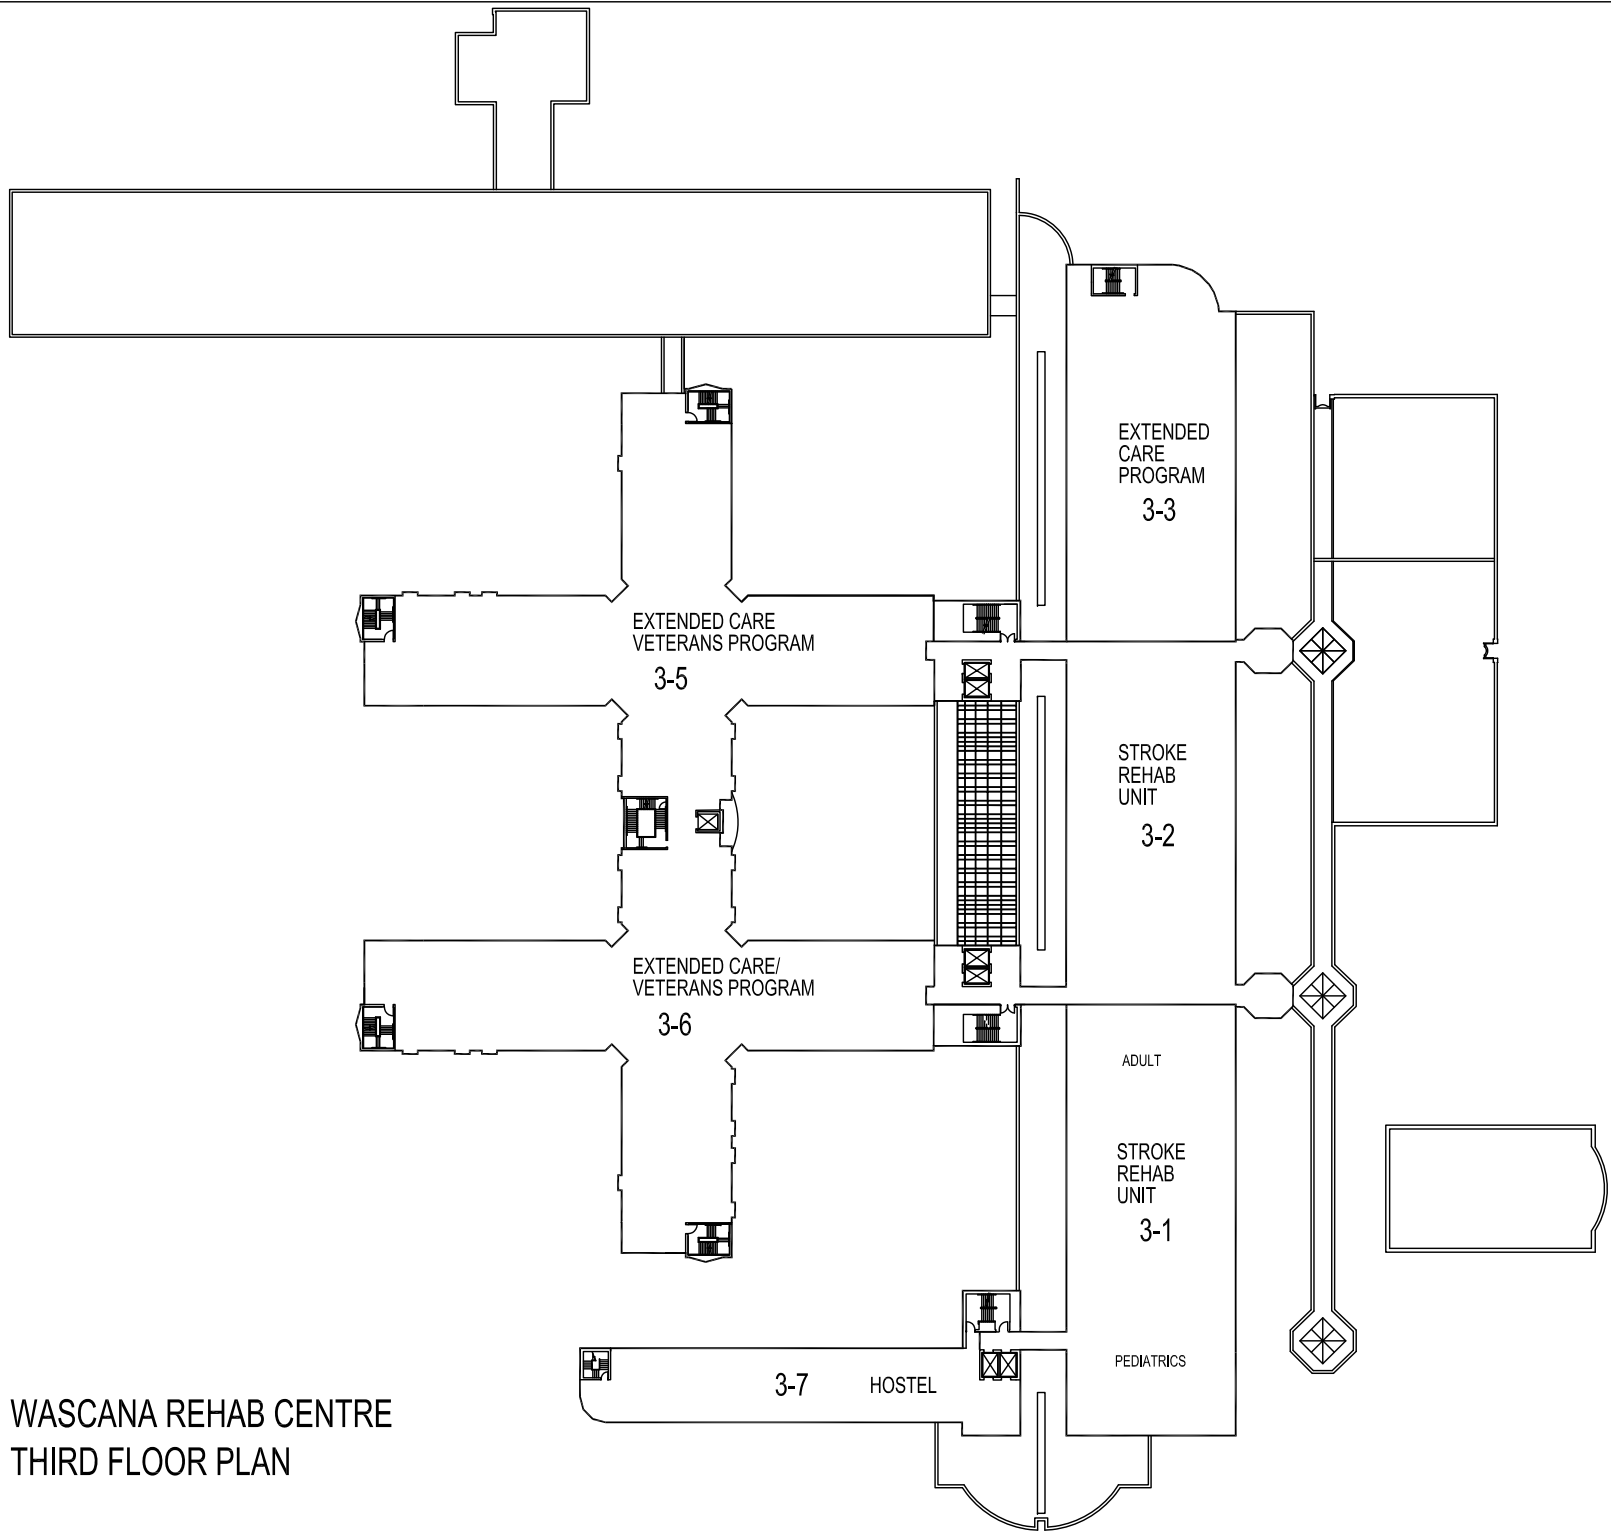 EXTENDED
CARE
PROGRAM
3-3
EXTENDED CARE
VETERANS PROGRAM
3-5
STROKE
REHAB
UNIT
3-2
EXTENDED CARE/
VETERANS PROGRAM
3-6
ADULT
STROKE
REHAB
UNIT
3-1
PEDIATRICS
3-7 HOSTEL
WASCANA REHAB CENTRE
THIRD FLOOR PLAN